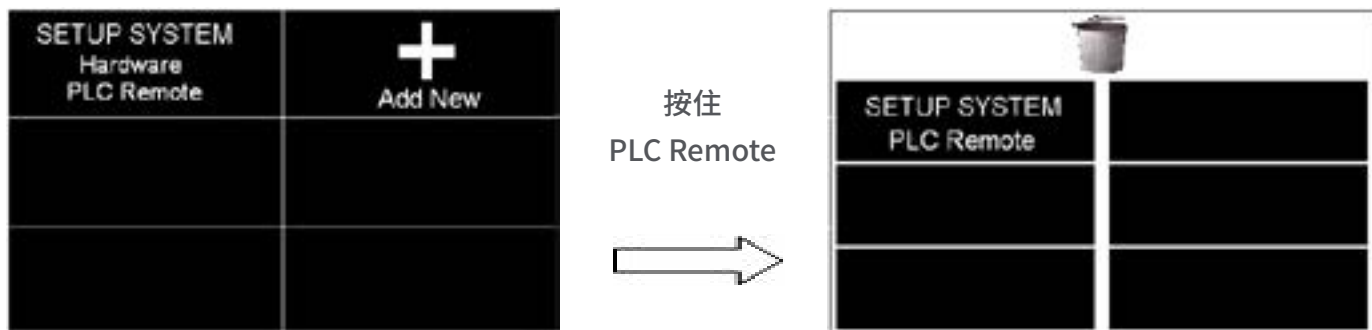 SETUP SYSTEM
Hardware
PLC Remote
Add New
按住
PLC Remote
SETUP SYSTEM
PLC Remote